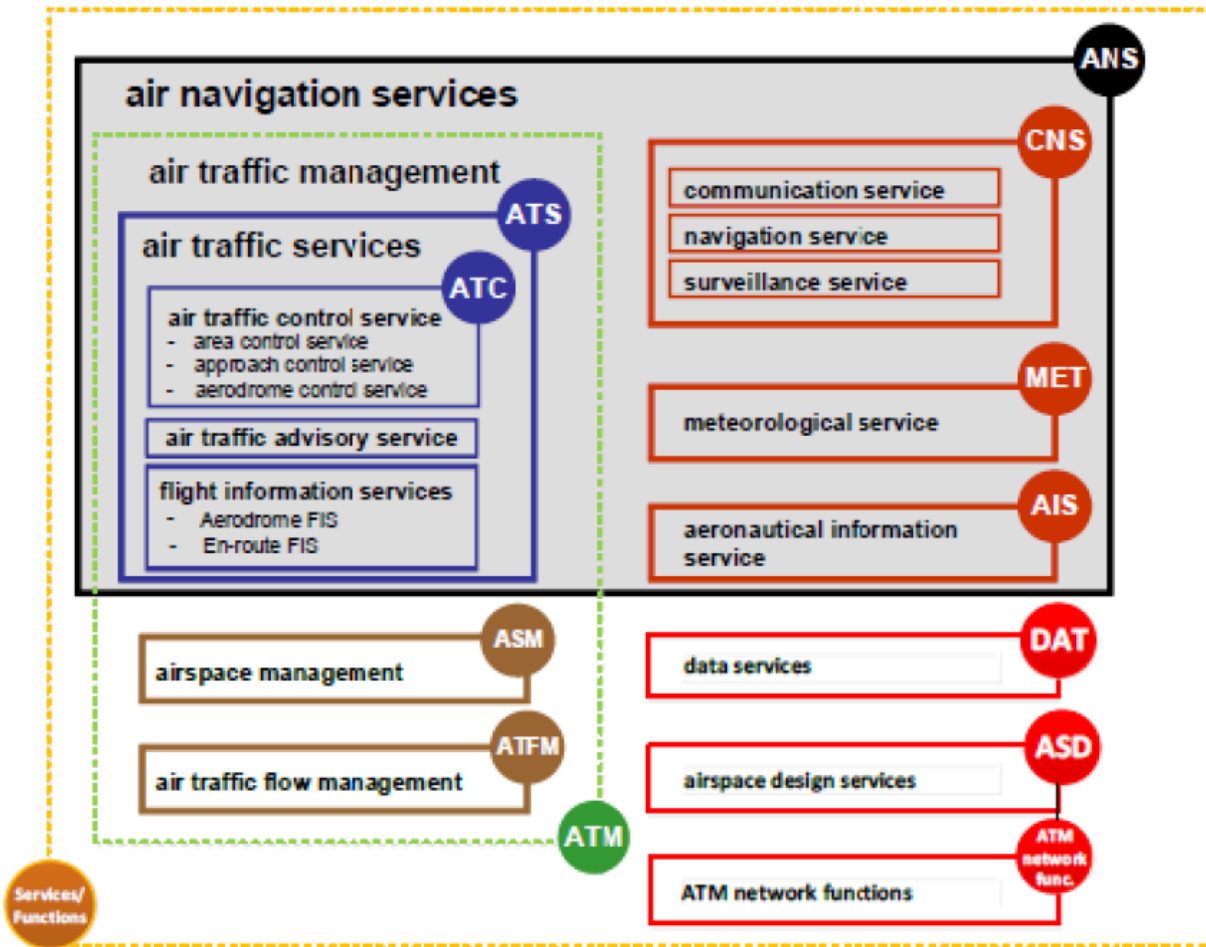 ANS
air navigation services
air traffic management
ATS
air traffic services
ATC
air traffic control service
- area control service
- approach control service
- aerodrome control service
air traffic advisory service
flight information services
- Aerodrome FIS
- En-route FIS
CNS
communication service
navigation service
surveillance service
MET
meteorological service
AIS
aeronautical information
service
ASM
airspace management
ATFM
air traffic flow management
ATM
DAT
data services
ASD
airspace design services
ATM
network
func.
ATM network functions
Services/
Functions